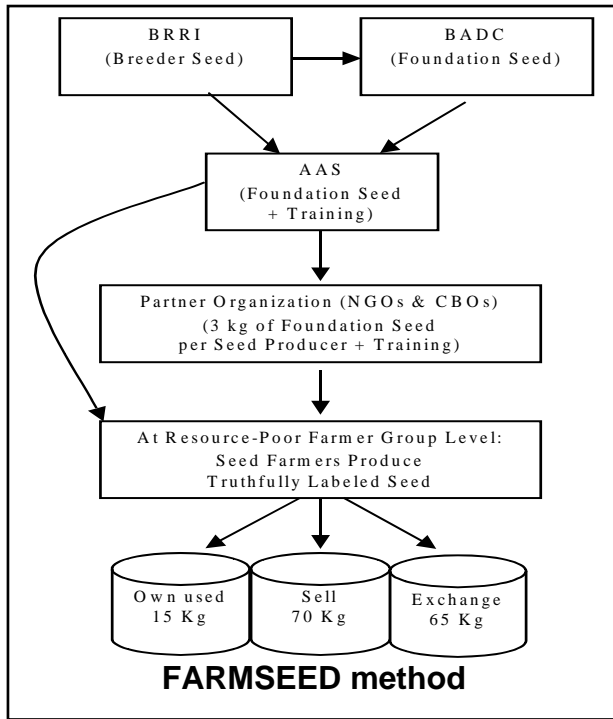 BRRI
(Breeder Seed)
BADC
(Foundation Seed)
AAS
(Foundation Seed
+ Training)
Partner Organization (NGOs & CBOs)
(3 kg of Foundation Seed
per Seed Producer + Training)
At Resource-Poor Farmer Group Level:
Seed Farmers Produce
Truthfully Labeled Seed
Own used
15 Kg
Sell
70 Kg
Exchange
65 Kg
FARMSEED method